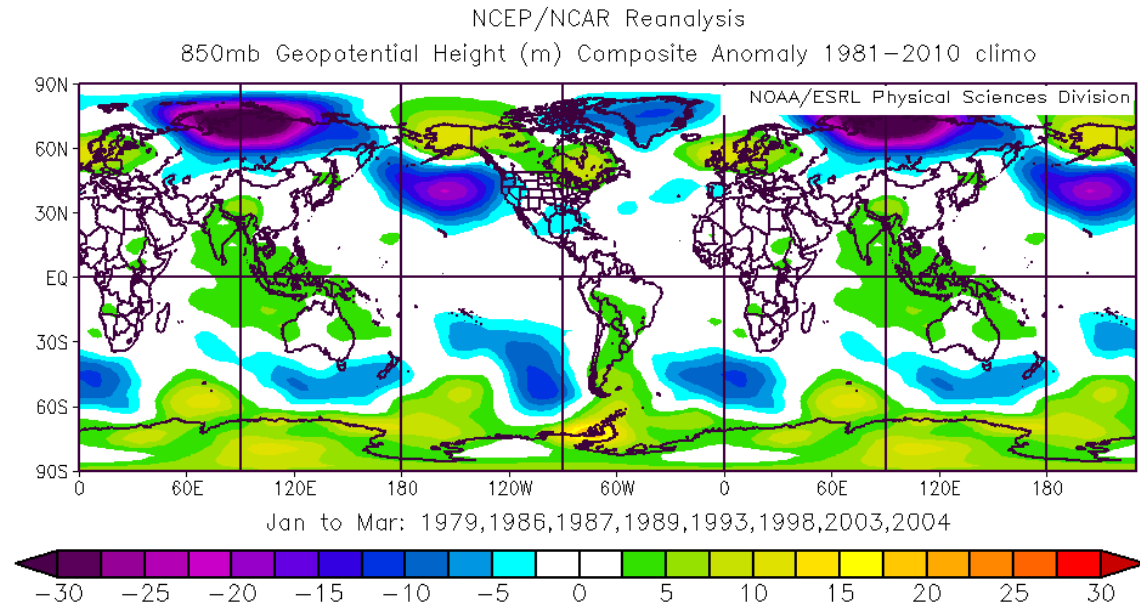 NCEP/NCAR Reanalysis
850mb Geopotential Height (m) Composite Anomaly 1981−2010 climo
NOAA/ESRL Physical Sciences Division
90N
60N
30N
EQ
30S
60S
90S
0 60E 120E 180 120W 60W 0 60E 120E 180
Jan to Mar: 1979,1986,1987,1989,1993,1998,2003,2004
−30 −25 −20 −15 −10 −5 0 5 10 15 20 25 30